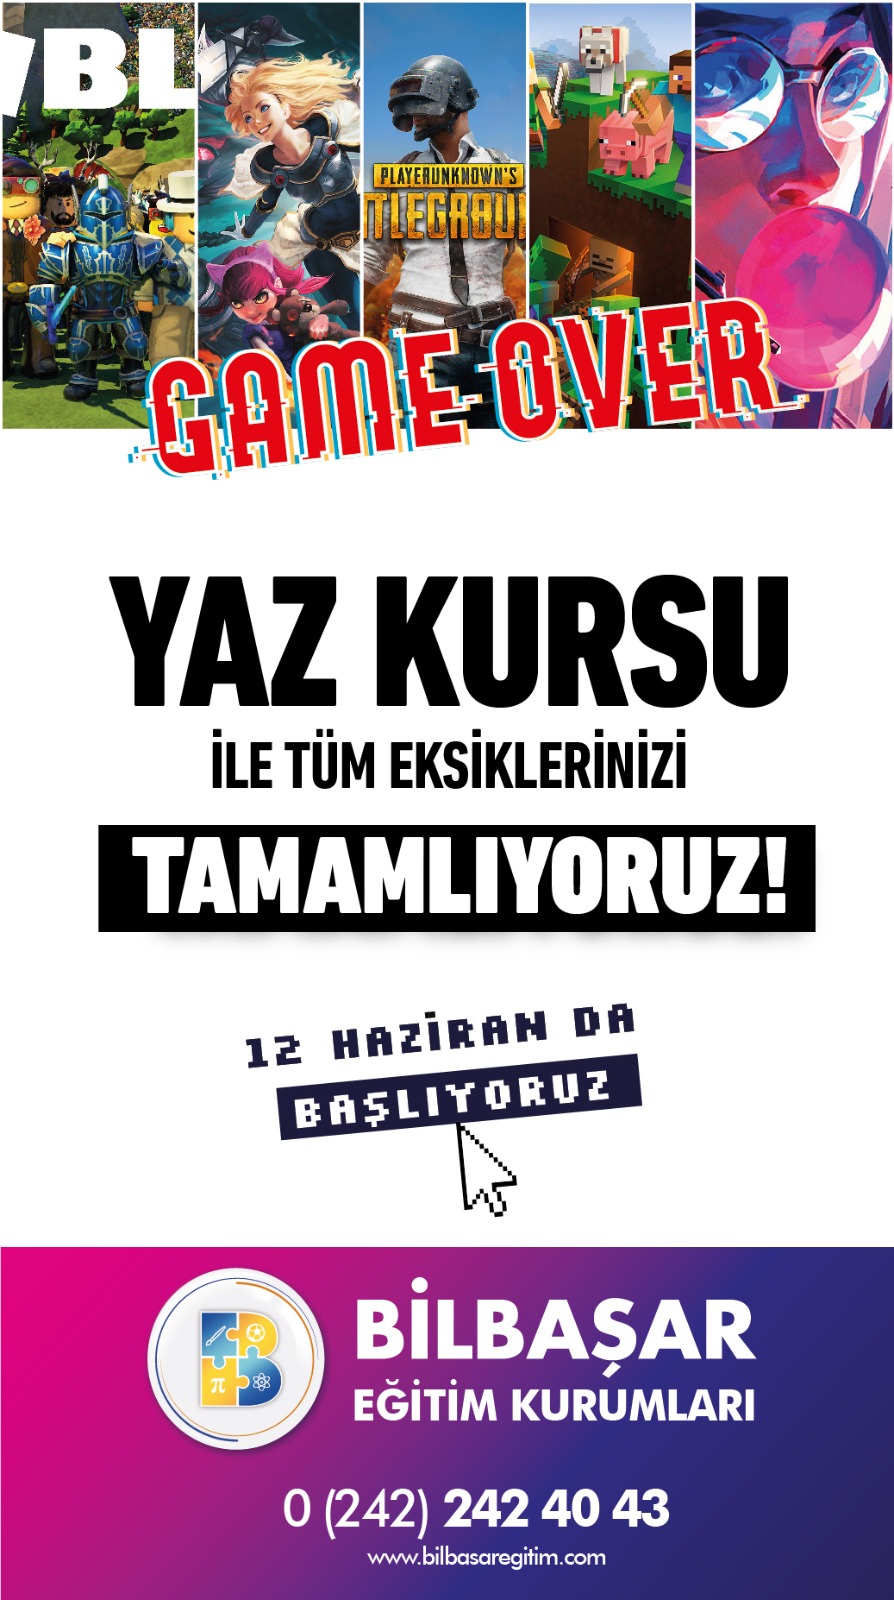 BL
PLAYERUNKNOWN'S
TTLEGROUN
GAME OVER
YAZ KURSU
İLE TÜM EKSİKLERİNİZİ
TAMAMLIYORUZ!
12 HAZİRAN DA
BAŞLIYORUZ
B
π
BİLBAŞAR
EĞİTİM KURUMLARI
0 (242) 242 40 43
www.bilbasaregitim.com